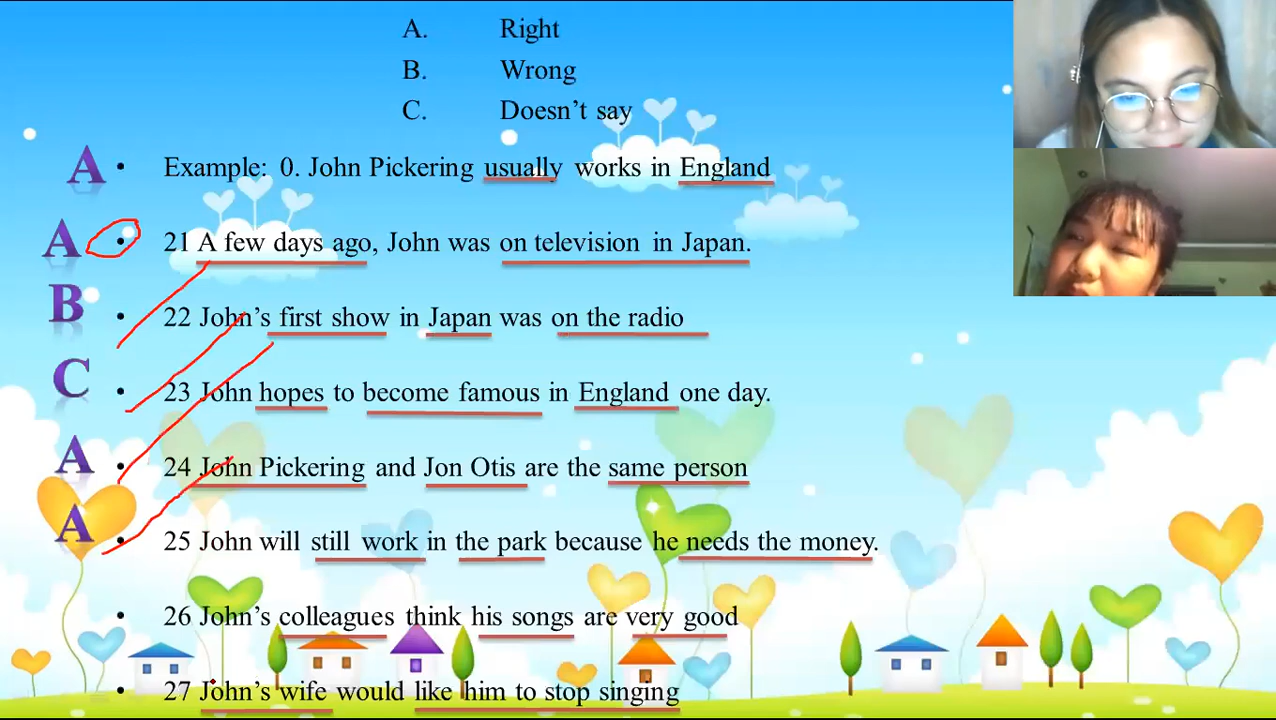 A. Right
B. Wrong
C. Doesn't say
A • Example: 0. John Pickering usually works in England
A • 21 A few days ago, John was on television in Japan.
B • 22 John's first show in Japan was on the radio
C • 23 John hopes to become famous in England one day.
A • 24 John Pickering and Jon Otis are the same person
A • 25 John will still work in the park because he needs the money.
• 26 John's colleagues think his songs are very good
• 27 John's wife would like him to stop singing